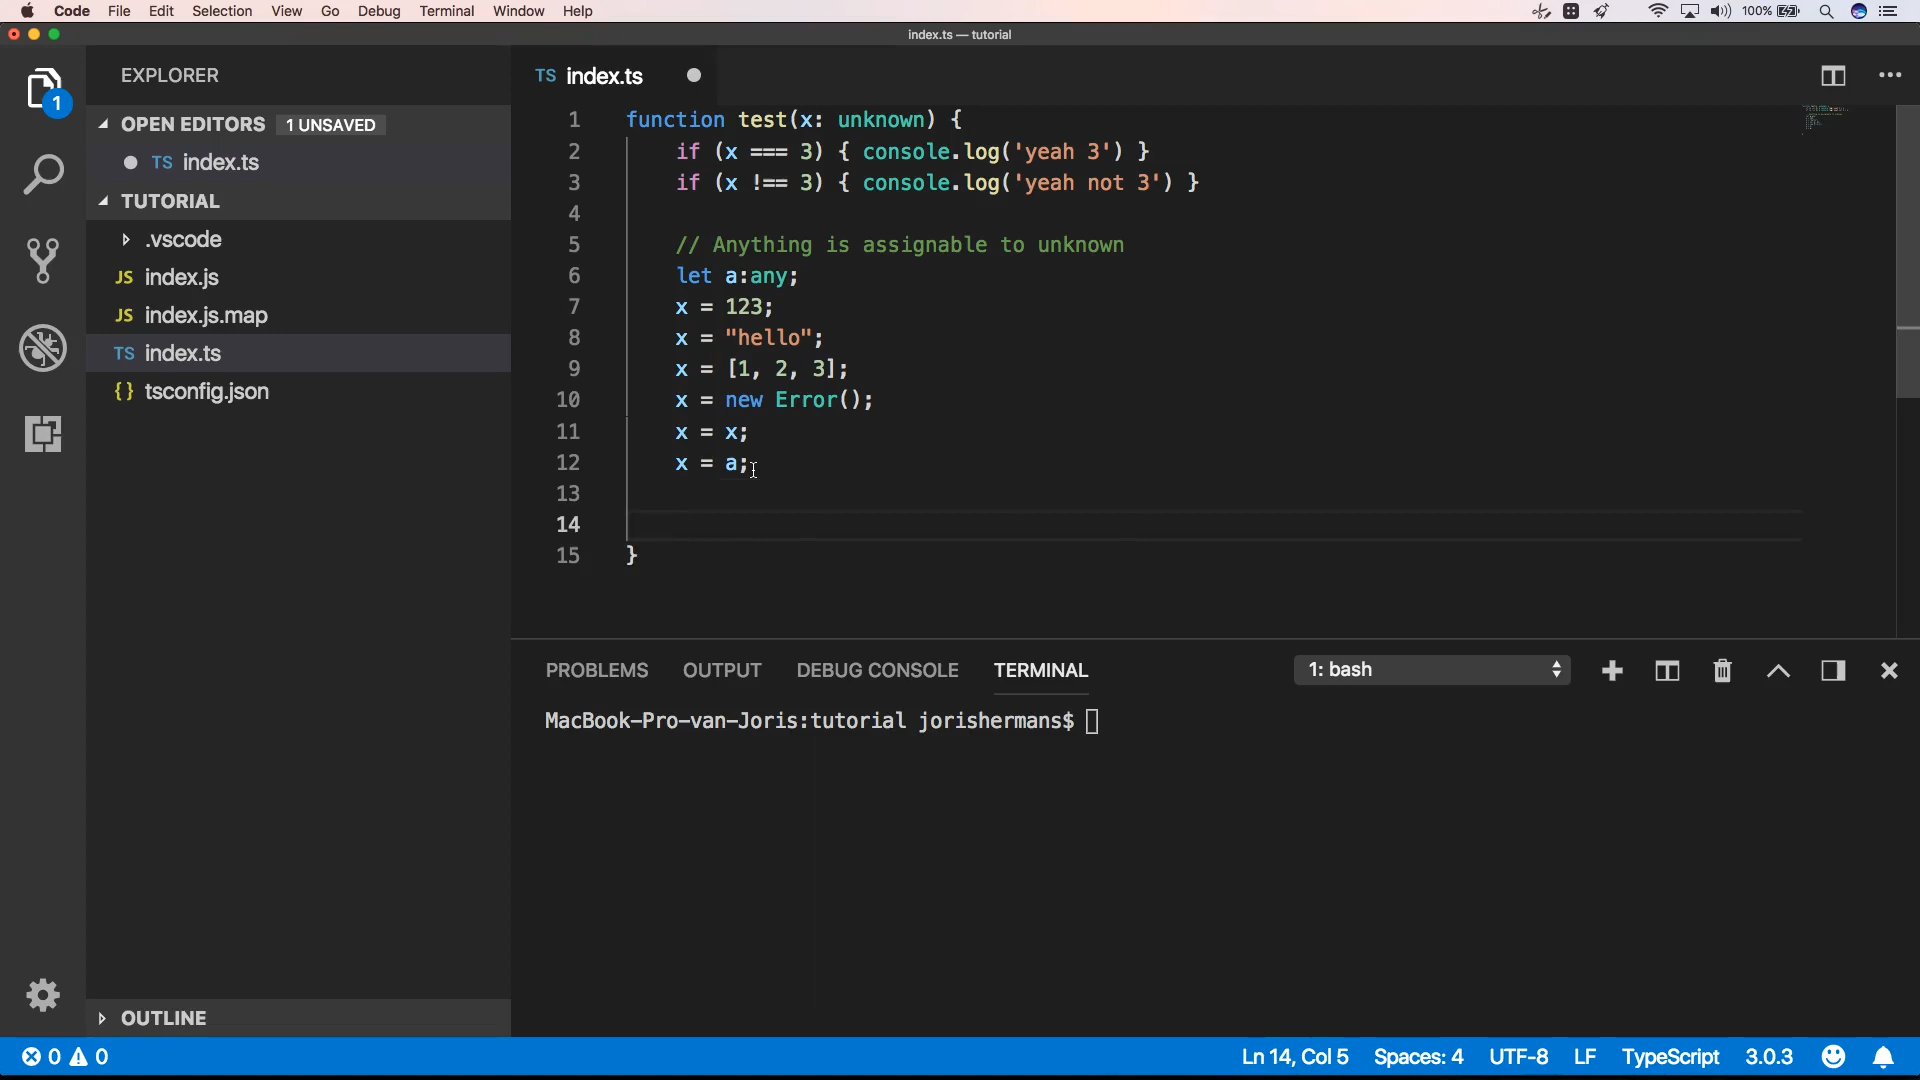 Code File Edit Selection View Go Debug Terminal Window Help 100%
index.ts — tutorial
EXPLORER
OPEN EDITORS 1 UNSAVED
TS index.ts
TUTORIAL
.vscode
JS index.js
JS index.js.map
TS index.ts
{} tsconfig.json
OUTLINE
1
TS index.ts
1 function test(x: unknown) {
2 if (x === 3) { console.log('yeah 3') }
3 if (x !== 3) { console.log('yeah not 3') }
4
5 // Anything is assignable to unknown
6 let a:any;
7 x = 123;
8 x = "hello";
9 x = [1, 2, 3];
10 x = new Error();
11 x = x;
12 x = a;
13
14
15 }
PROBLEMS OUTPUT DEBUG CONSOLE TERMINAL 1: bash
MacBook-Pro-van-Joris:tutorial jorishermans$
0 0 Ln 14, Col 5 Spaces: 4 UTF-8 LF TypeScript 3.0.3